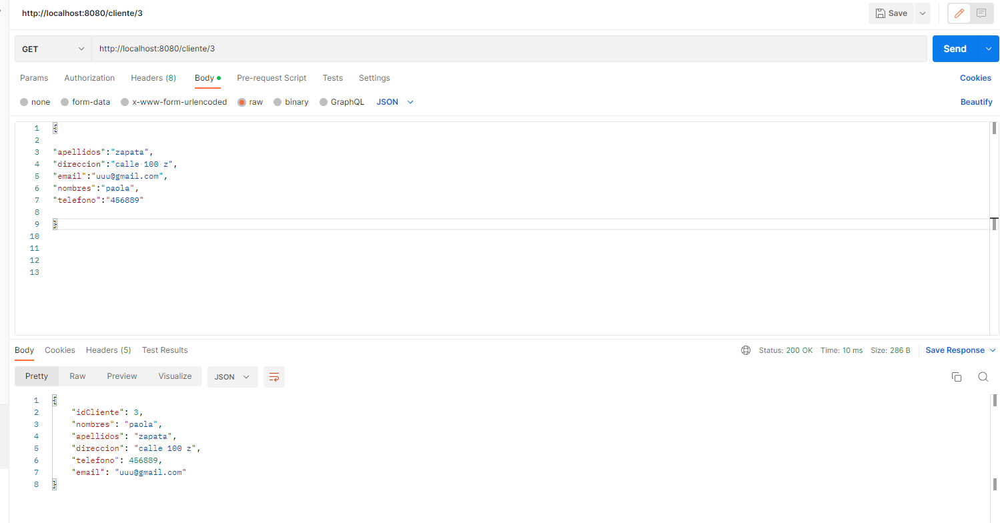 http://localhost:8080/cliente/3
Save
GET
http://localhost:8080/cliente/3
Send
Params Authorization Headers (8) Body Pre-request Script Tests Settings
Cookies
none form-data x-www-form-urlencoded raw binary GraphQL JSON
Beautify
1 {
2
3 "apellidos":"zapata",
4 "direccion":"calle 100 z",
5 "email":"uuu@gmail.com",
6 "nombres":"paola",
7 "telefono":"456889"
8
9 }
10
11
12
13
Body Cookies Headers (5) Test Results
Status: 200 OK Time: 10 ms Size: 286 B Save Response
Pretty Raw Preview Visualize JSON
1 {
2 "idCliente": 3,
3 "nombres": "paola",
4 "apellidos": "zapata",
5 "direccion": "calle 100 z",
6 "telefono": 456889,
7 "email": "uuu@gmail.com"
8 }